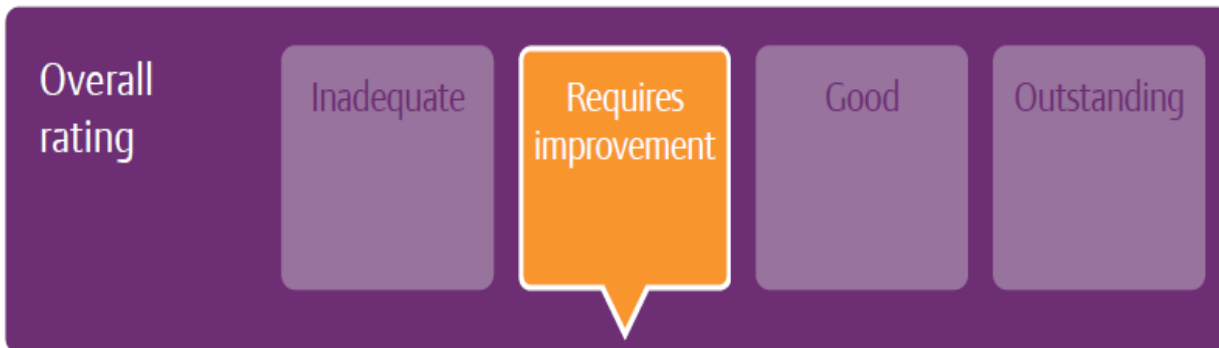 Overall
rating
Inadequate
Requires
improvement
Good
Outstanding